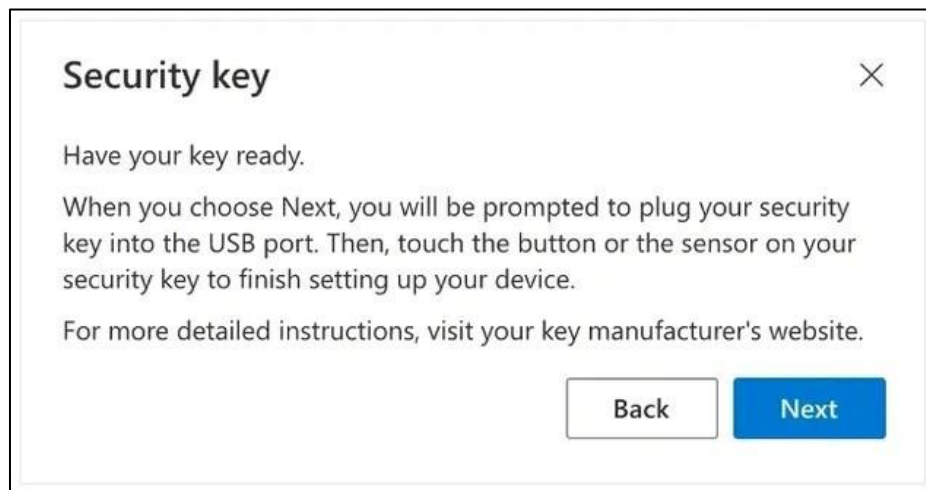 Security key
Have your key ready.
When you choose Next, you will be prompted to plug your security
key into the USB port. Then, touch the button or the sensor on your
security key to finish setting up your device.
For more detailed instructions, visit your key manufacturer's website.
Back
Next